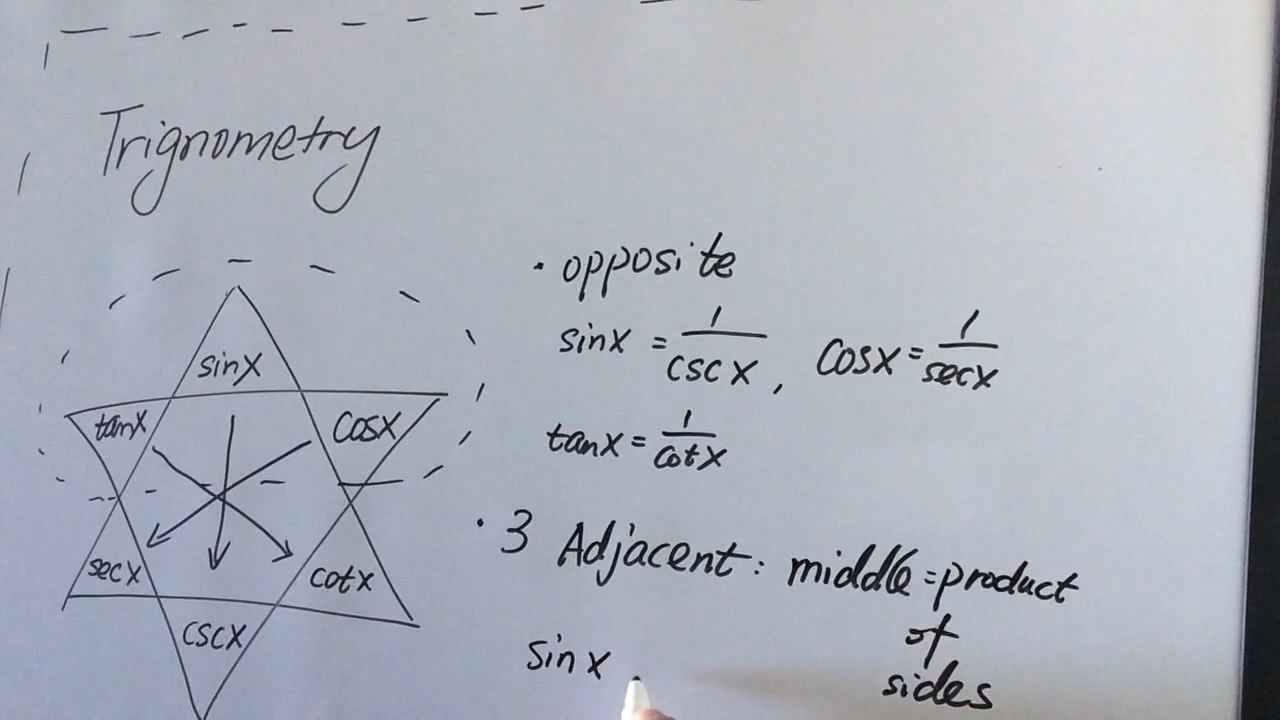 Trignometry
sinx
tanx
cosx
secx
cotx
cscx
· opposite
sinx = 1/cscx , cosx = 1/secx
tanx = 1/cotx
· 3 Adjacent: middle = product
of
sides
sinx